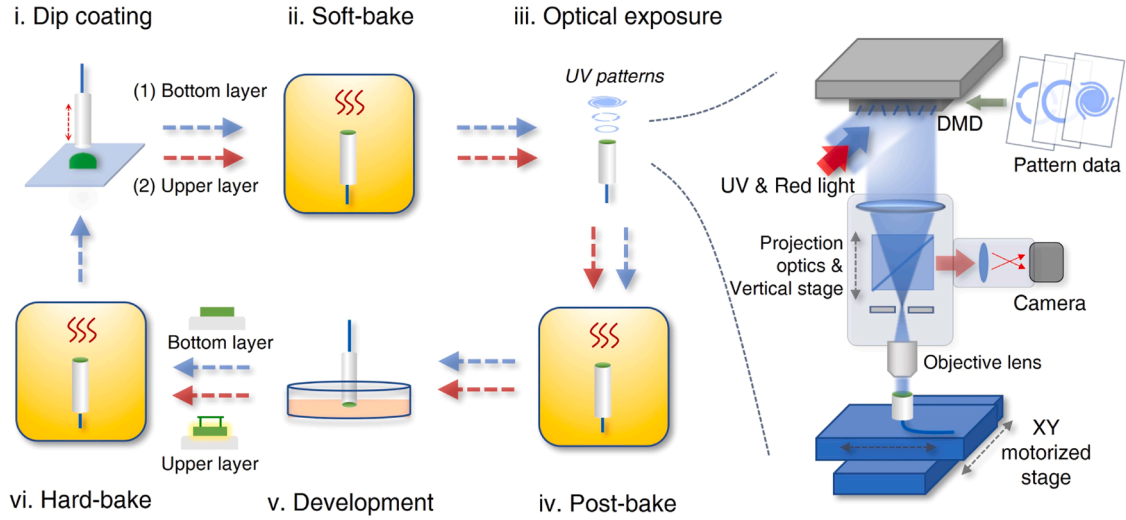 i. Dip coating
ii. Soft-bake
iii. Optical exposure
(1) Bottom layer
(2) Upper layer
UV patterns
DMD
Pattern data
UV & Red light
Projection
optics &
Vertical stage
Camera
Objective lens
XY
motorized
stage
Bottom layer
Upper layer
vi. Hard-bake
v. Development
iv. Post-bake